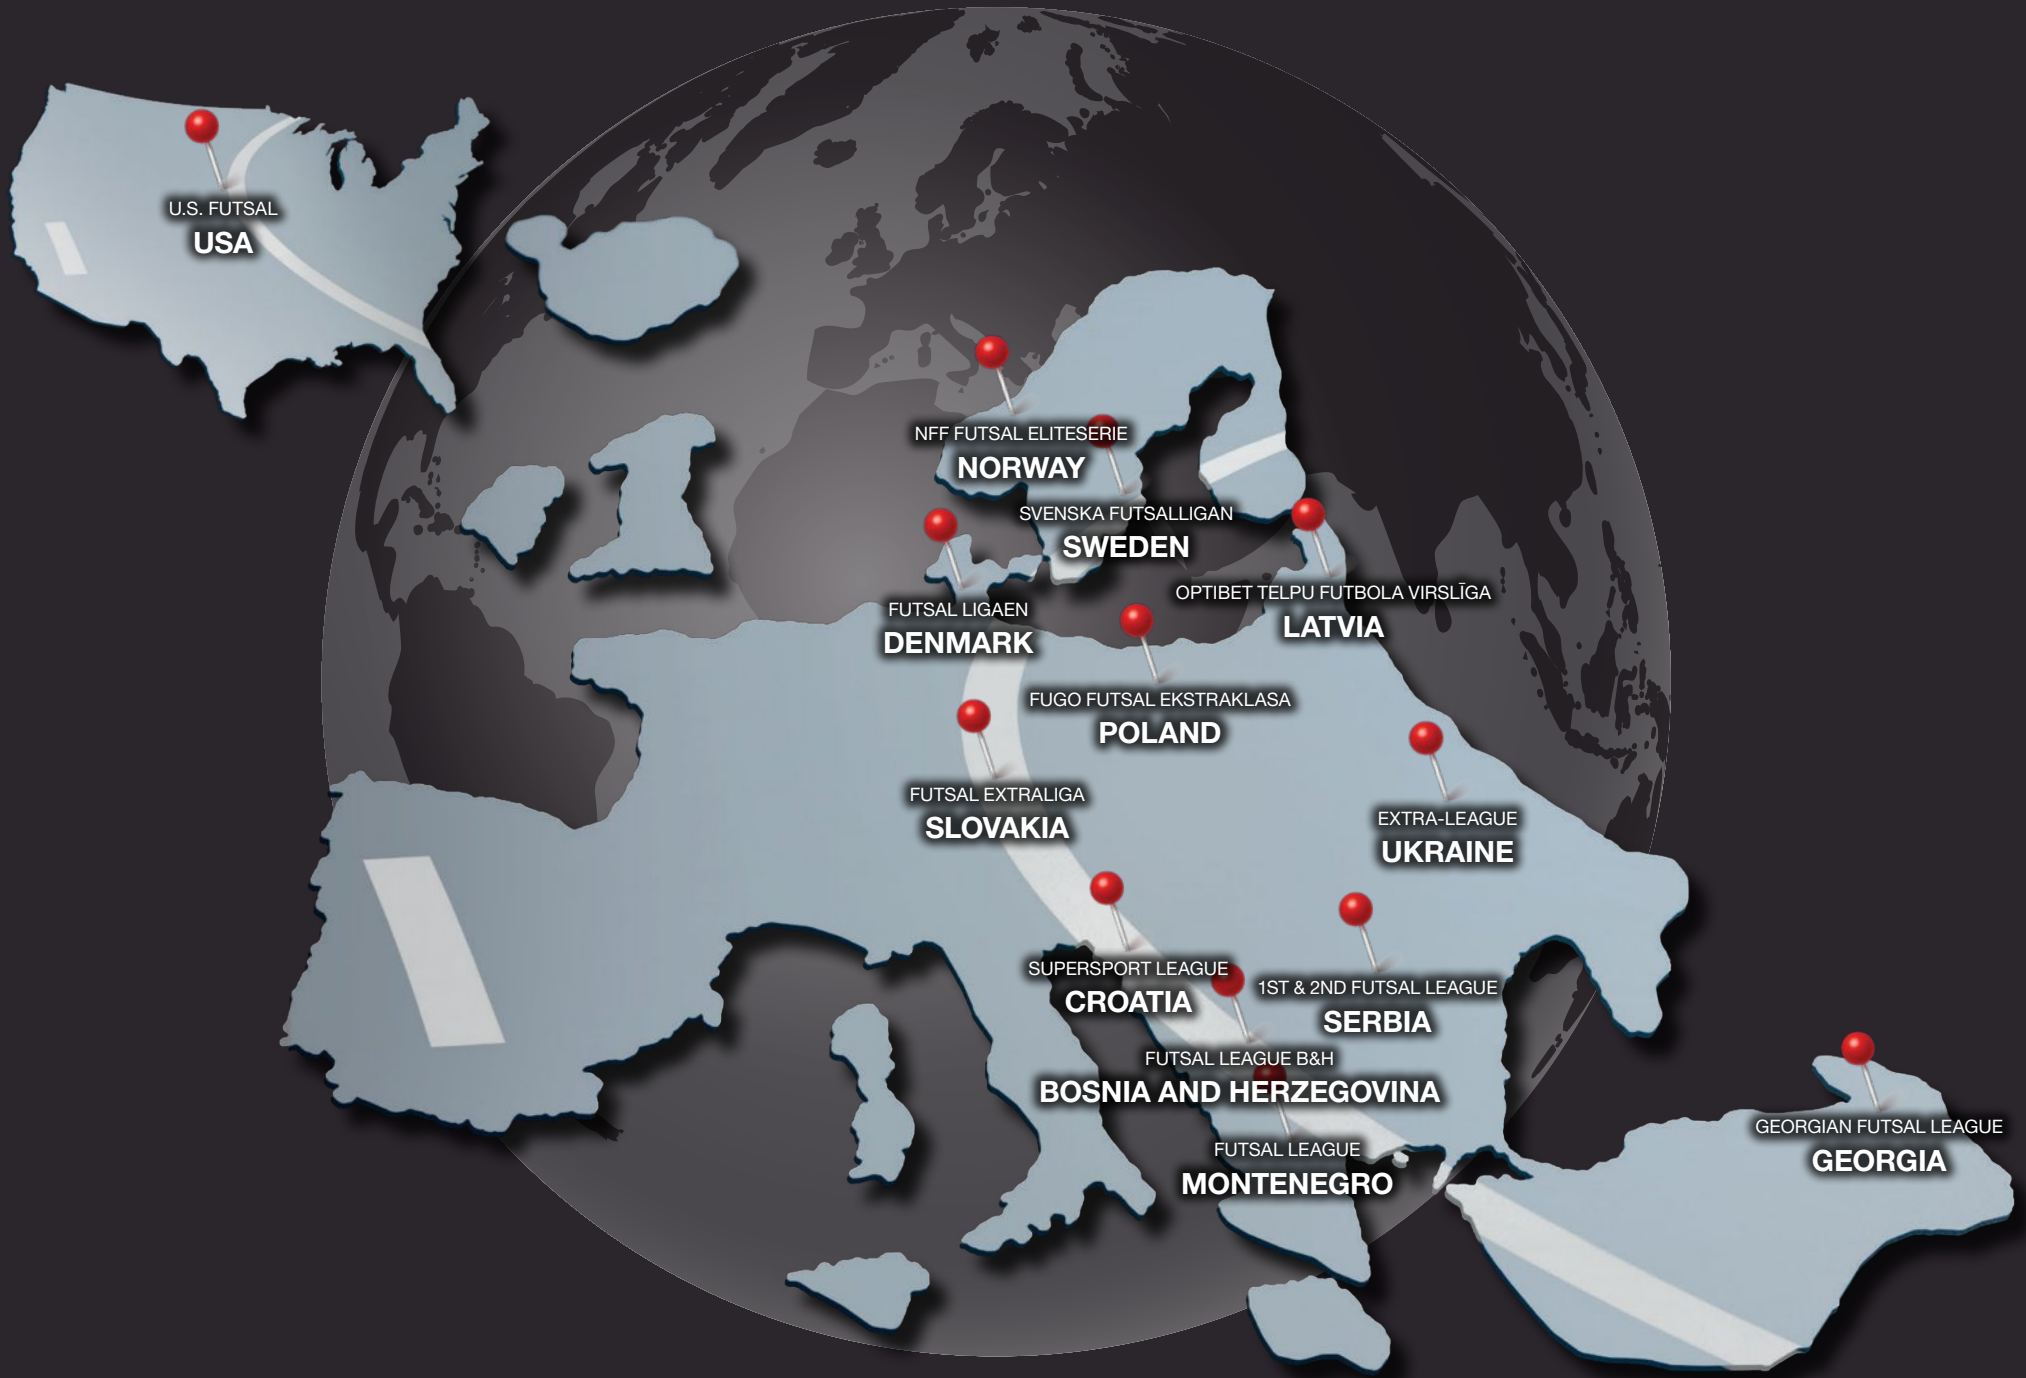 U.S. FUTSAL
USA
NFF FUTSAL ELITESERIE
NORWAY
SVENSKA FUTSALLIGAN
SWEDEN
OPTIBET TELPU FUTBOLA VIRSLĪGA
LATVIA
FUTSAL LIGAEN
DENMARK
FUGO FUTSAL EKSTRAKLASA
POLAND
FUTSAL EXTRALIGA
SLOVAKIA
EXTRA-LEAGUE
UKRAINE
SUPERSPORT LEAGUE
CROATIA
1ST & 2ND FUTSAL LEAGUE
SERBIA
FUTSAL LEAGUE B&H
BOSNIA AND HERZEGOVINA
FUTSAL LEAGUE
MONTENEGRO
GEORGIAN FUTSAL LEAGUE
GEORGIA